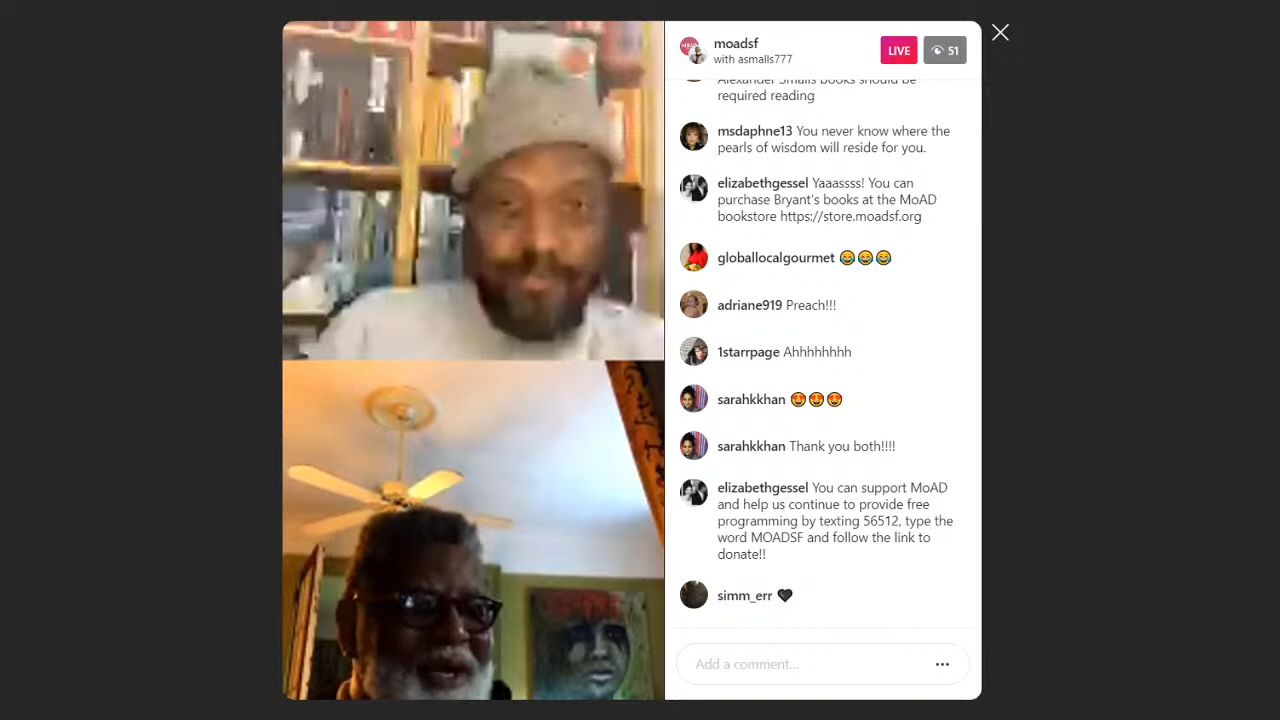 moadsf
with asmalls777
LIVE
51
Alexander Smalls books should be
required reading
msdaphne13 You never know where the
pearls of wisdom will reside for you.
elizabethgessel Yaaassss! You can
purchase Bryant's books at the MoAD
bookstore https://store.moadsf.org
globallocalgourmet 😂😂😂
adriane919 Preach!!!
1starrpage Ahhhhhhhh
sarahkkhan 😍😍😍
sarahkkhan Thank you both!!!!
elizabethgessel You can support MoAD
and help us continue to provide free
programming by texting 56512, type the
word MOADSF and follow the link to
donate!!
simm_err 🖤
Add a comment...